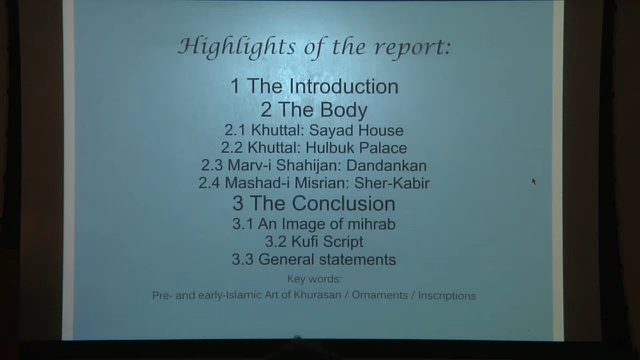 Highlights of the report:
1 The Introduction
2 The Body
2.1 Khuttal: Sayad House
2.2 Khuttal: Hulbuk Palace
2.3 Marv-i Shahijan: Dandankan
2.4 Mashad-i Misrian: Sher-Kabir
3 The Conclusion
3.1 An Image of mihrab
3.2 Kufi Script
3.3 General statements
Key words:
Pre- and early-Islamic Art of Khurasan / Ornaments / Inscriptions